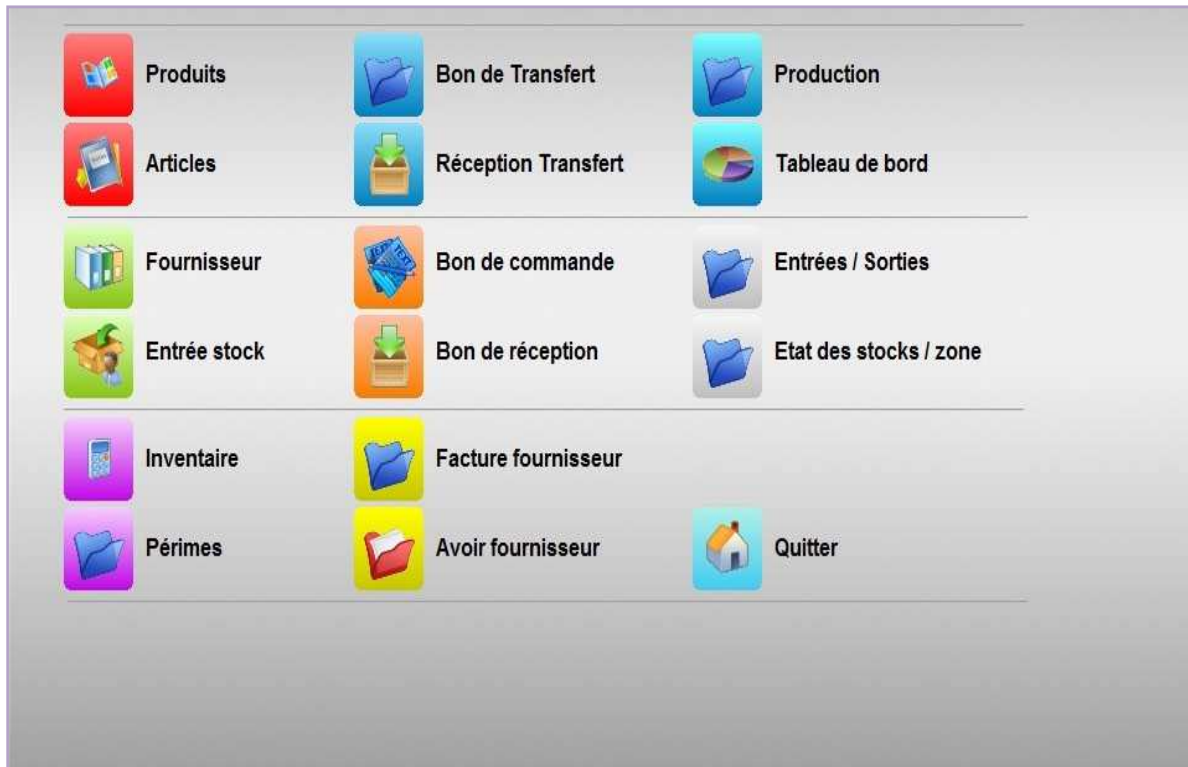 Produits
Bon de Transfert
Production
Articles
Réception Transfert
Tableau de bord
Fournisseur
Bon de commande
Entrées / Sorties
Entrée stock
Bon de réception
Etat des stocks / zone
Inventaire
Facture fournisseur
Périmes
Avoir fournisseur
Quitter